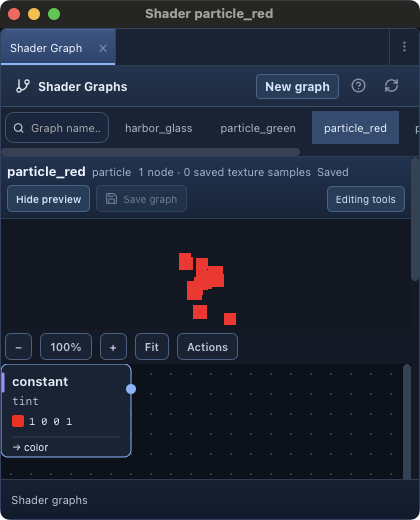 Shader particle_red
Shader Graph
Shader Graphs
New graph
Graph name..
harbor_glass
particle_green
particle_red
particle_red particle 1 node · 0 saved texture samples Saved
Hide preview
Save graph
Editing tools
− 100% + Fit Actions
constant
tint
1 0 0 1
→ color
Shader graphs